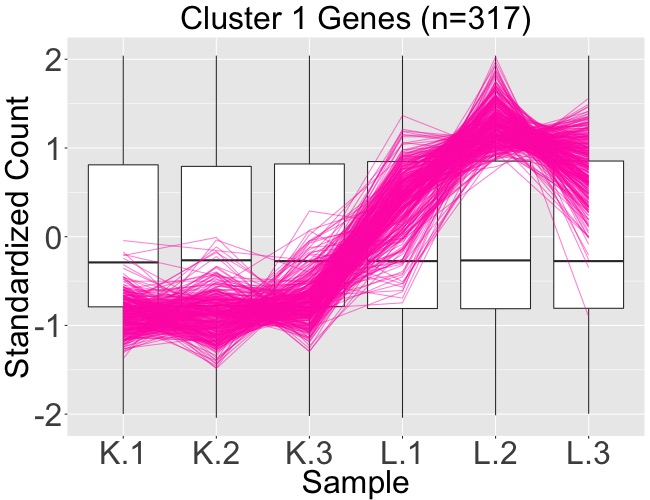 Cluster 1 Genes (n=317)
Standardized Count
2
1
0
-1
-2
K.1 K.2 K.3 L.1 L.2 L.3
Sample